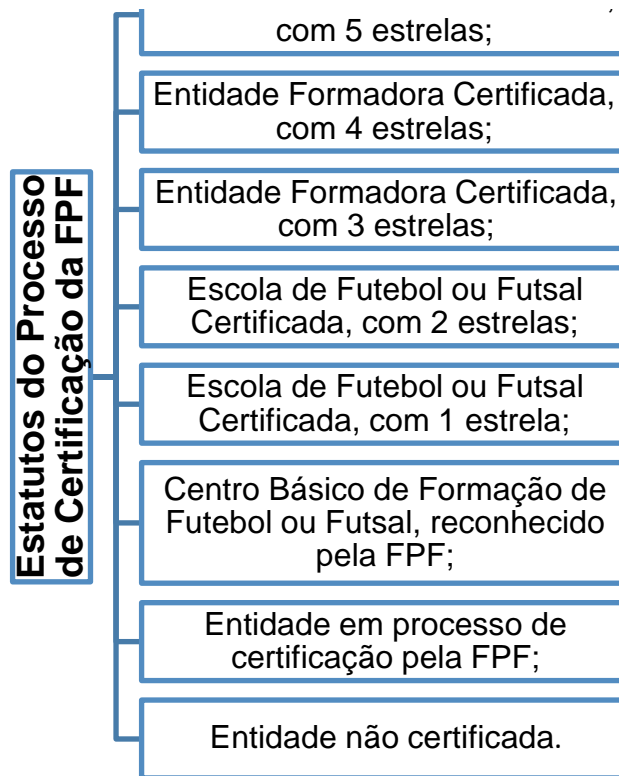 Estatutos do Processo
de Certificação da FPF
com 5 estrelas;
Entidade Formadora Certificada,
com 4 estrelas;
Entidade Formadora Certificada,
com 3 estrelas;
Escola de Futebol ou Futsal
Certificada, com 2 estrelas;
Escola de Futebol ou Futsal
Certificada, com 1 estrela;
Centro Básico de Formação de
Futebol ou Futsal, reconhecido
pela FPF;
Entidade em processo de
certificação pela FPF;
Entidade não certificada.